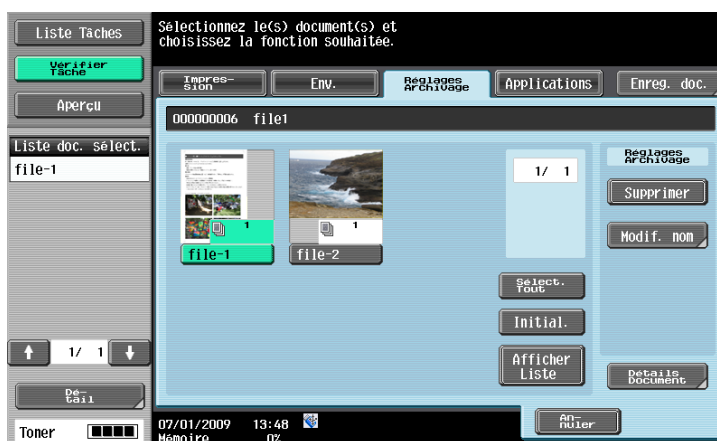 Liste Tâches
Vérifier
Tâche
Aperçu
Liste doc. sélect.
file-1
1/ 1
Dé-
tail
Toner
Sélectionnez le(s) document(s) et
choisissez la fonction souhaitée.
Impres-
sion
Env.
Réglages
Archivage
Applications
Enreg. doc.
000000006 file1
1
file-1
1
file-2
1/ 1
Sélect.
Tout
Initial.
Afficher
Liste
Réglages
Archivage
Supprimer
Modif. nom
Détails
Document
An-
nuler
07/01/2009 13:48
Mémoire 0%